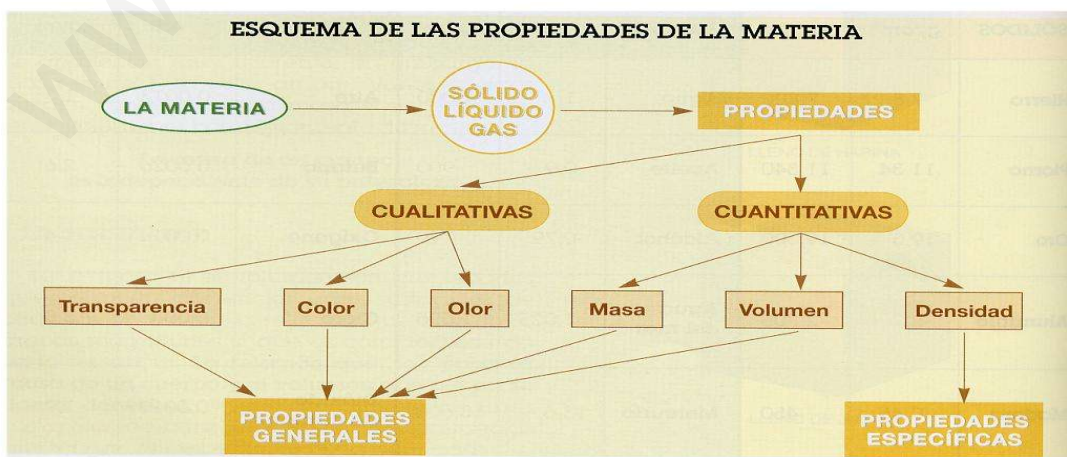 ESQUEMA DE LAS PROPIEDADES DE LA MATERIA
LA MATERIA
SÓLIDO
LÍQUIDO
GAS
PROPIEDADES
CUALITATIVAS
CUANTITATIVAS
Transparencia
Color
Olor
Masa
Volumen
Densidad
PROPIEDADES
GENERALES
PROPIEDADES
ESPECÍFICAS